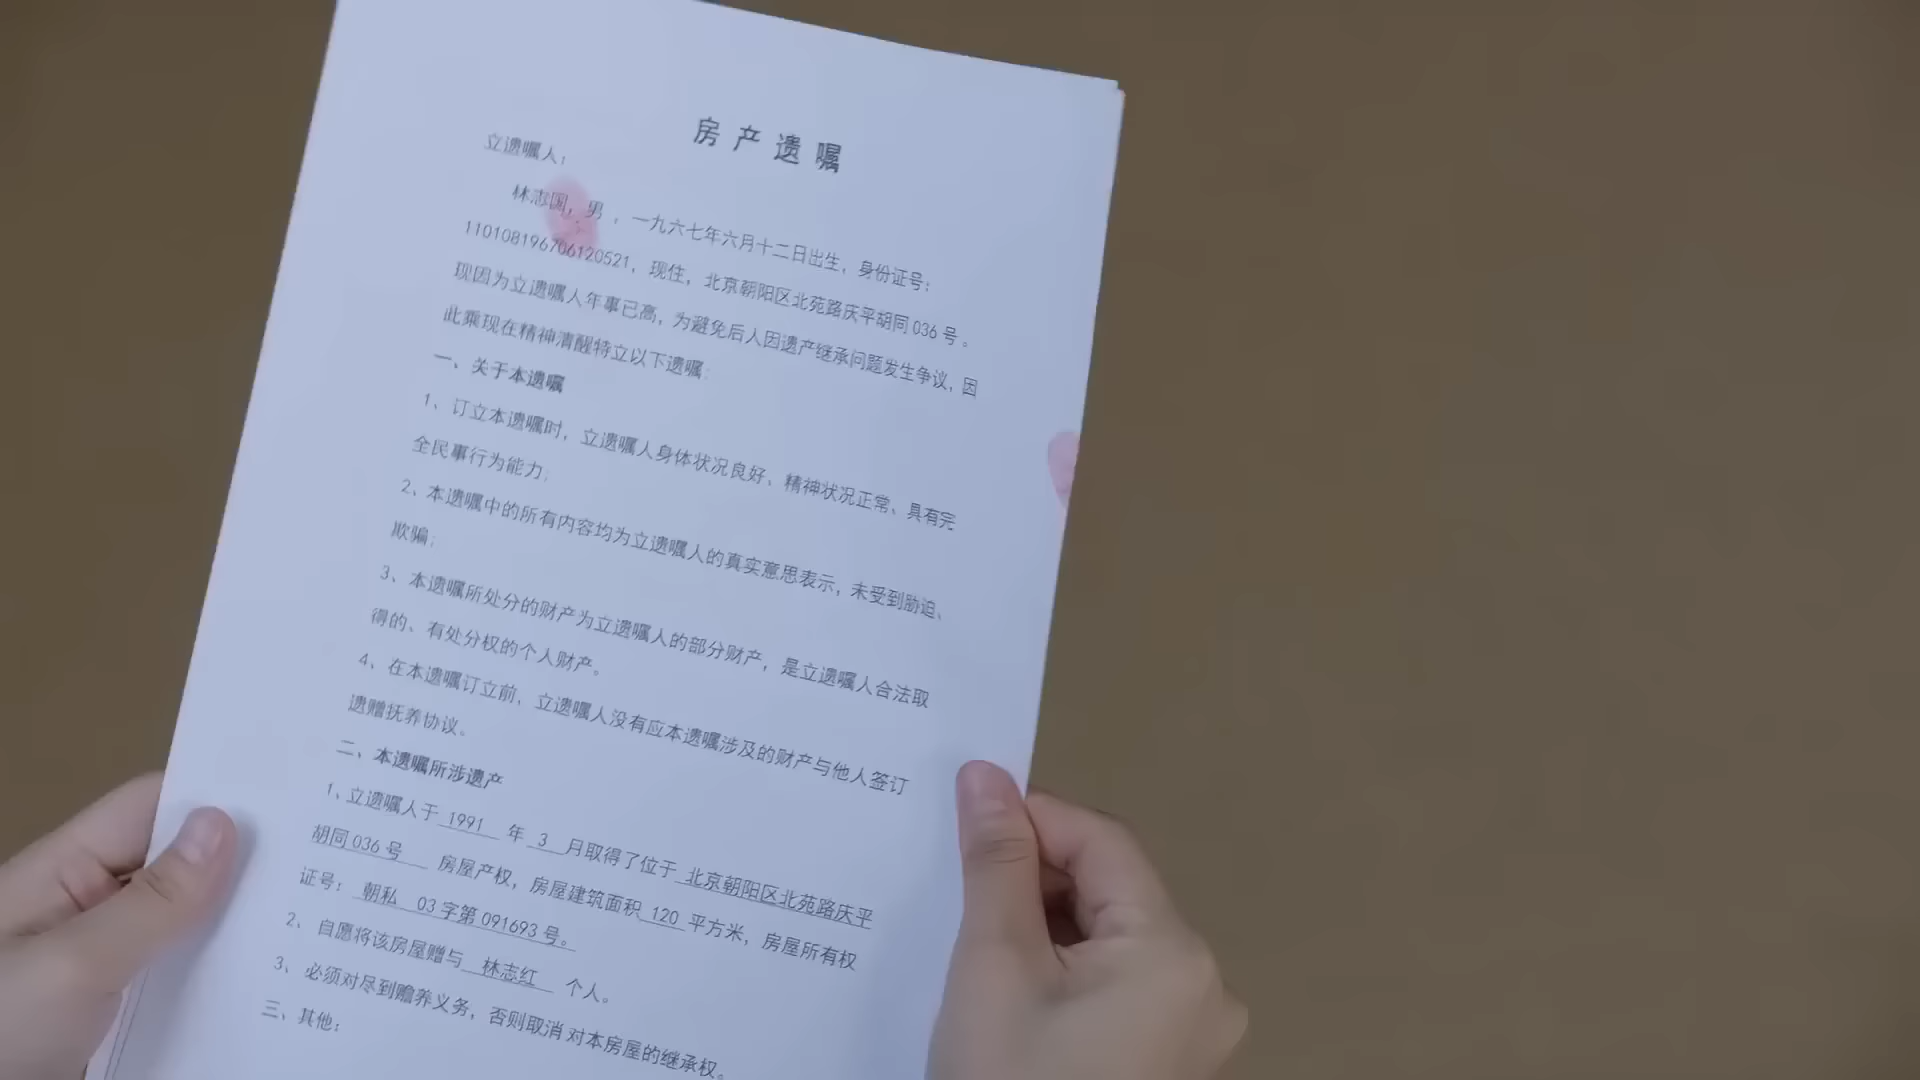 房产遗嘱
立遗嘱人：
林志国，男，一九六七年六月十二日出生，身份证号：
110108196706120521，现住，北京朝阳区北苑路庆平胡同036号。
现因为立遗嘱人年事已高，为避免后人因遗产继承问题发生争议，因
此乘现在精神清醒特立以下遗嘱：
一、关于本遗嘱
1、订立本遗嘱时，立遗嘱人身体状况良好、精神状况正常、具有完
全民事行为能力；
2、本遗嘱中的所有内容均为立遗嘱人的真实意思表示，未受到胁迫、
欺骗；
3、本遗嘱所处分的财产为立遗嘱人的部分财产，是立遗嘱人合法取
得的、有处分权的个人财产。
4、在本遗嘱订立前，立遗嘱人没有应本遗嘱涉及的财产与他人签订
遗赠抚养协议。
二、本遗嘱所涉遗产
1、立遗嘱人于 1991 年 3 月取得了位于 北京朝阳区北苑路庆平
胡同036号 房屋产权，房屋建筑面积 120 平方米，房屋所有权
证号： 朝私 03字第091693号。
2、自愿将该房屋赠与 林志红 个人。
3、必须对尽到赡养义务，否则取消对本房屋的继承权。
三、其他：